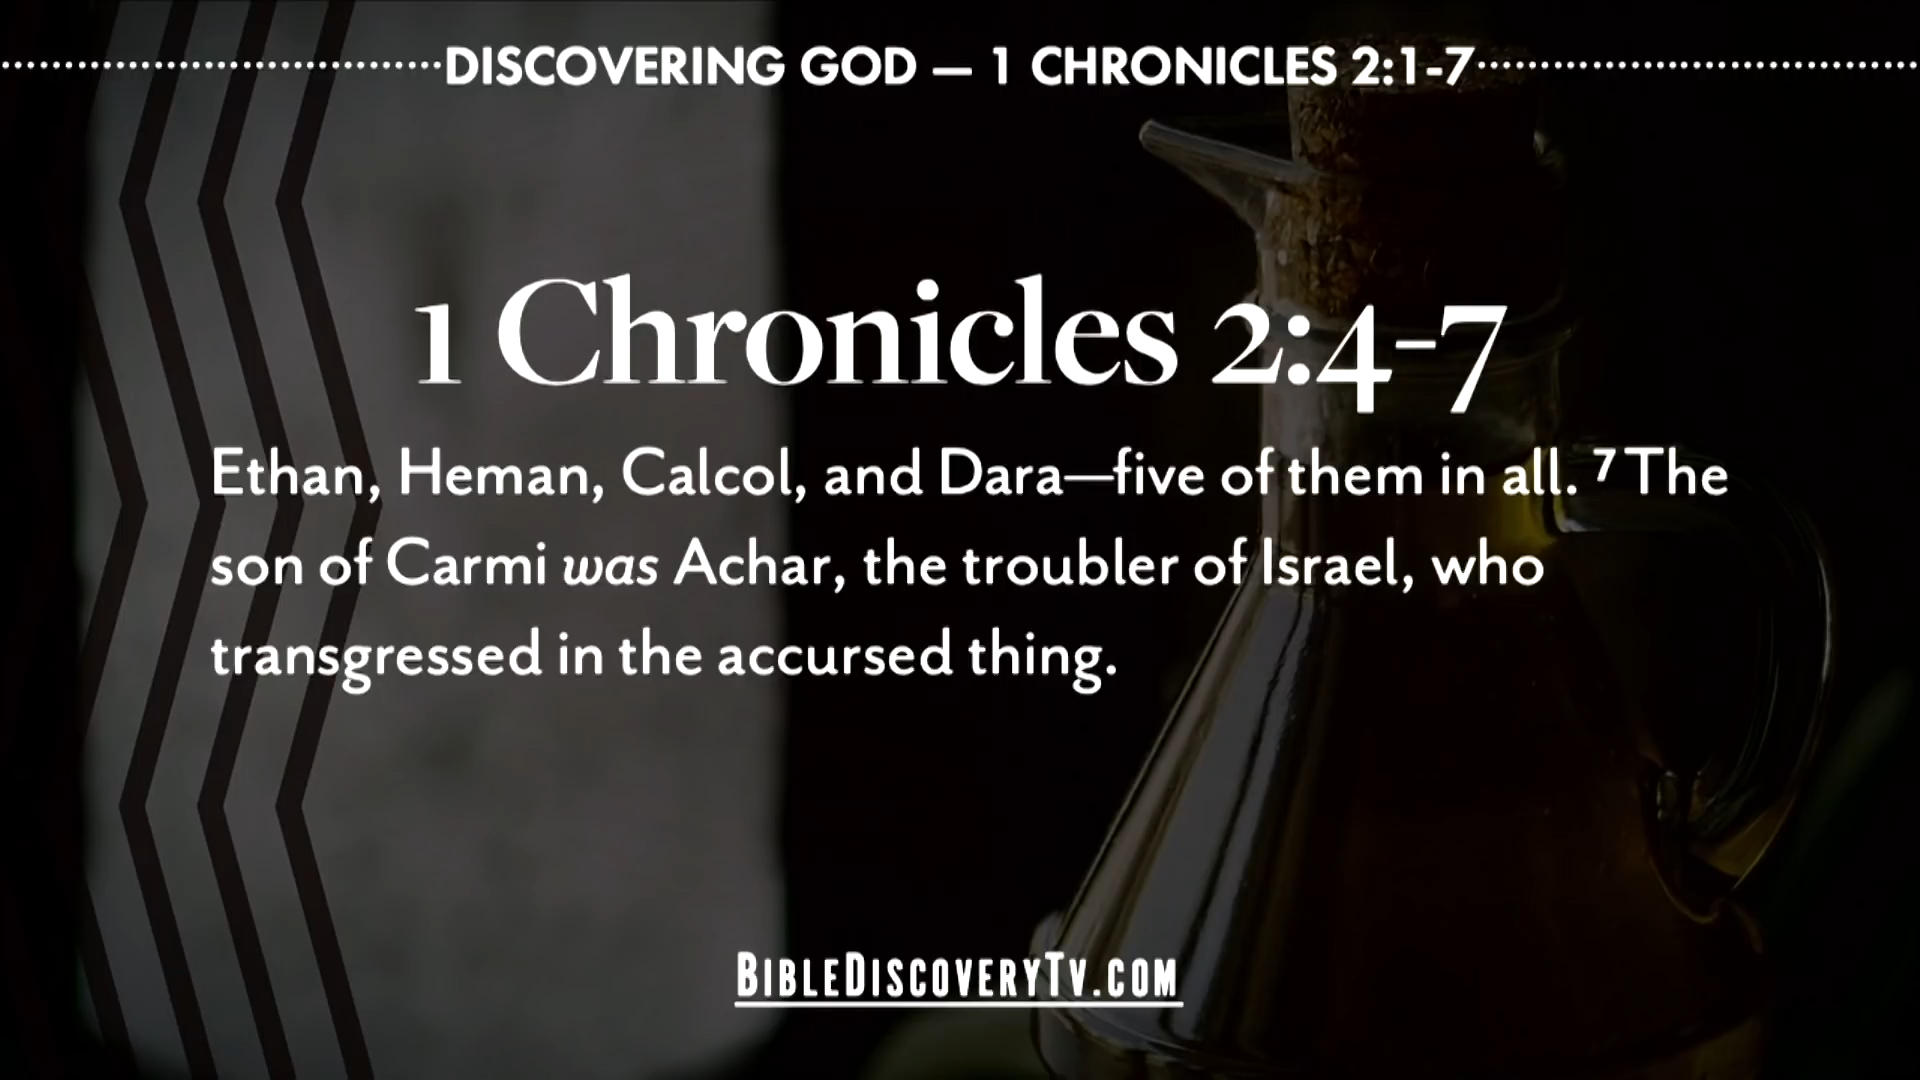 DISCOVERING GOD — 1 CHRONICLES 2:1-7
1 Chronicles 2:4-7
Ethan, Heman, Calcol, and Dara—five of them in all. ⁷ The
son of Carmi was Achar, the troubler of Israel, who
transgressed in the accursed thing.
BIBLEDISCOVERYTV.COM